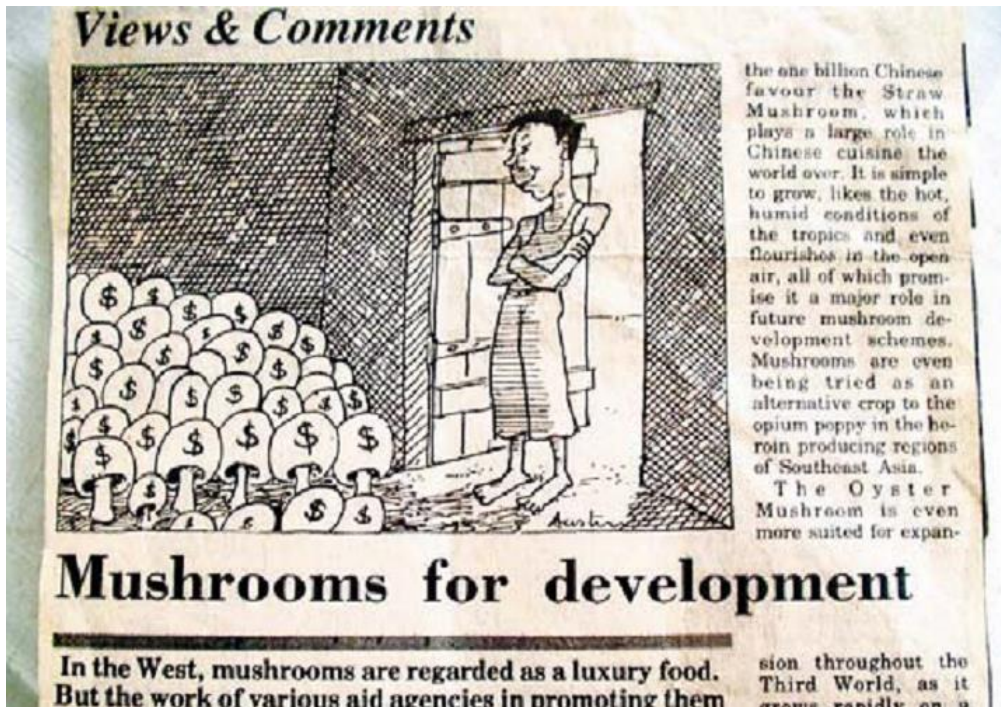 Views & Comments
$ $ $ $ $ $ $ $ $ $ $ $ $ $ $ $ $ $ $ $ $ $ $ $
Austin
Mushrooms for development
In the West, mushrooms are regarded as a luxury food.
But the work of various aid agencies in promoting them
the one billion Chinese
favour the Straw
Mushroom, which
plays a large role in
Chinese cuisine the
world over. It is simple
to grow, likes the hot,
humid conditions of
the tropics and even
flourishes in the open
air, all of which prom-
ise it a major role in
future mushroom de-
velopment schemes.
Mushrooms are even
being tried as an
alternative crop to the
opium poppy in the he-
roin producing regions
of Southeast Asia.
The Oyster
Mushroom is even
more suited for expan-
sion throughout the
Third World, as it
grows rapidly on a